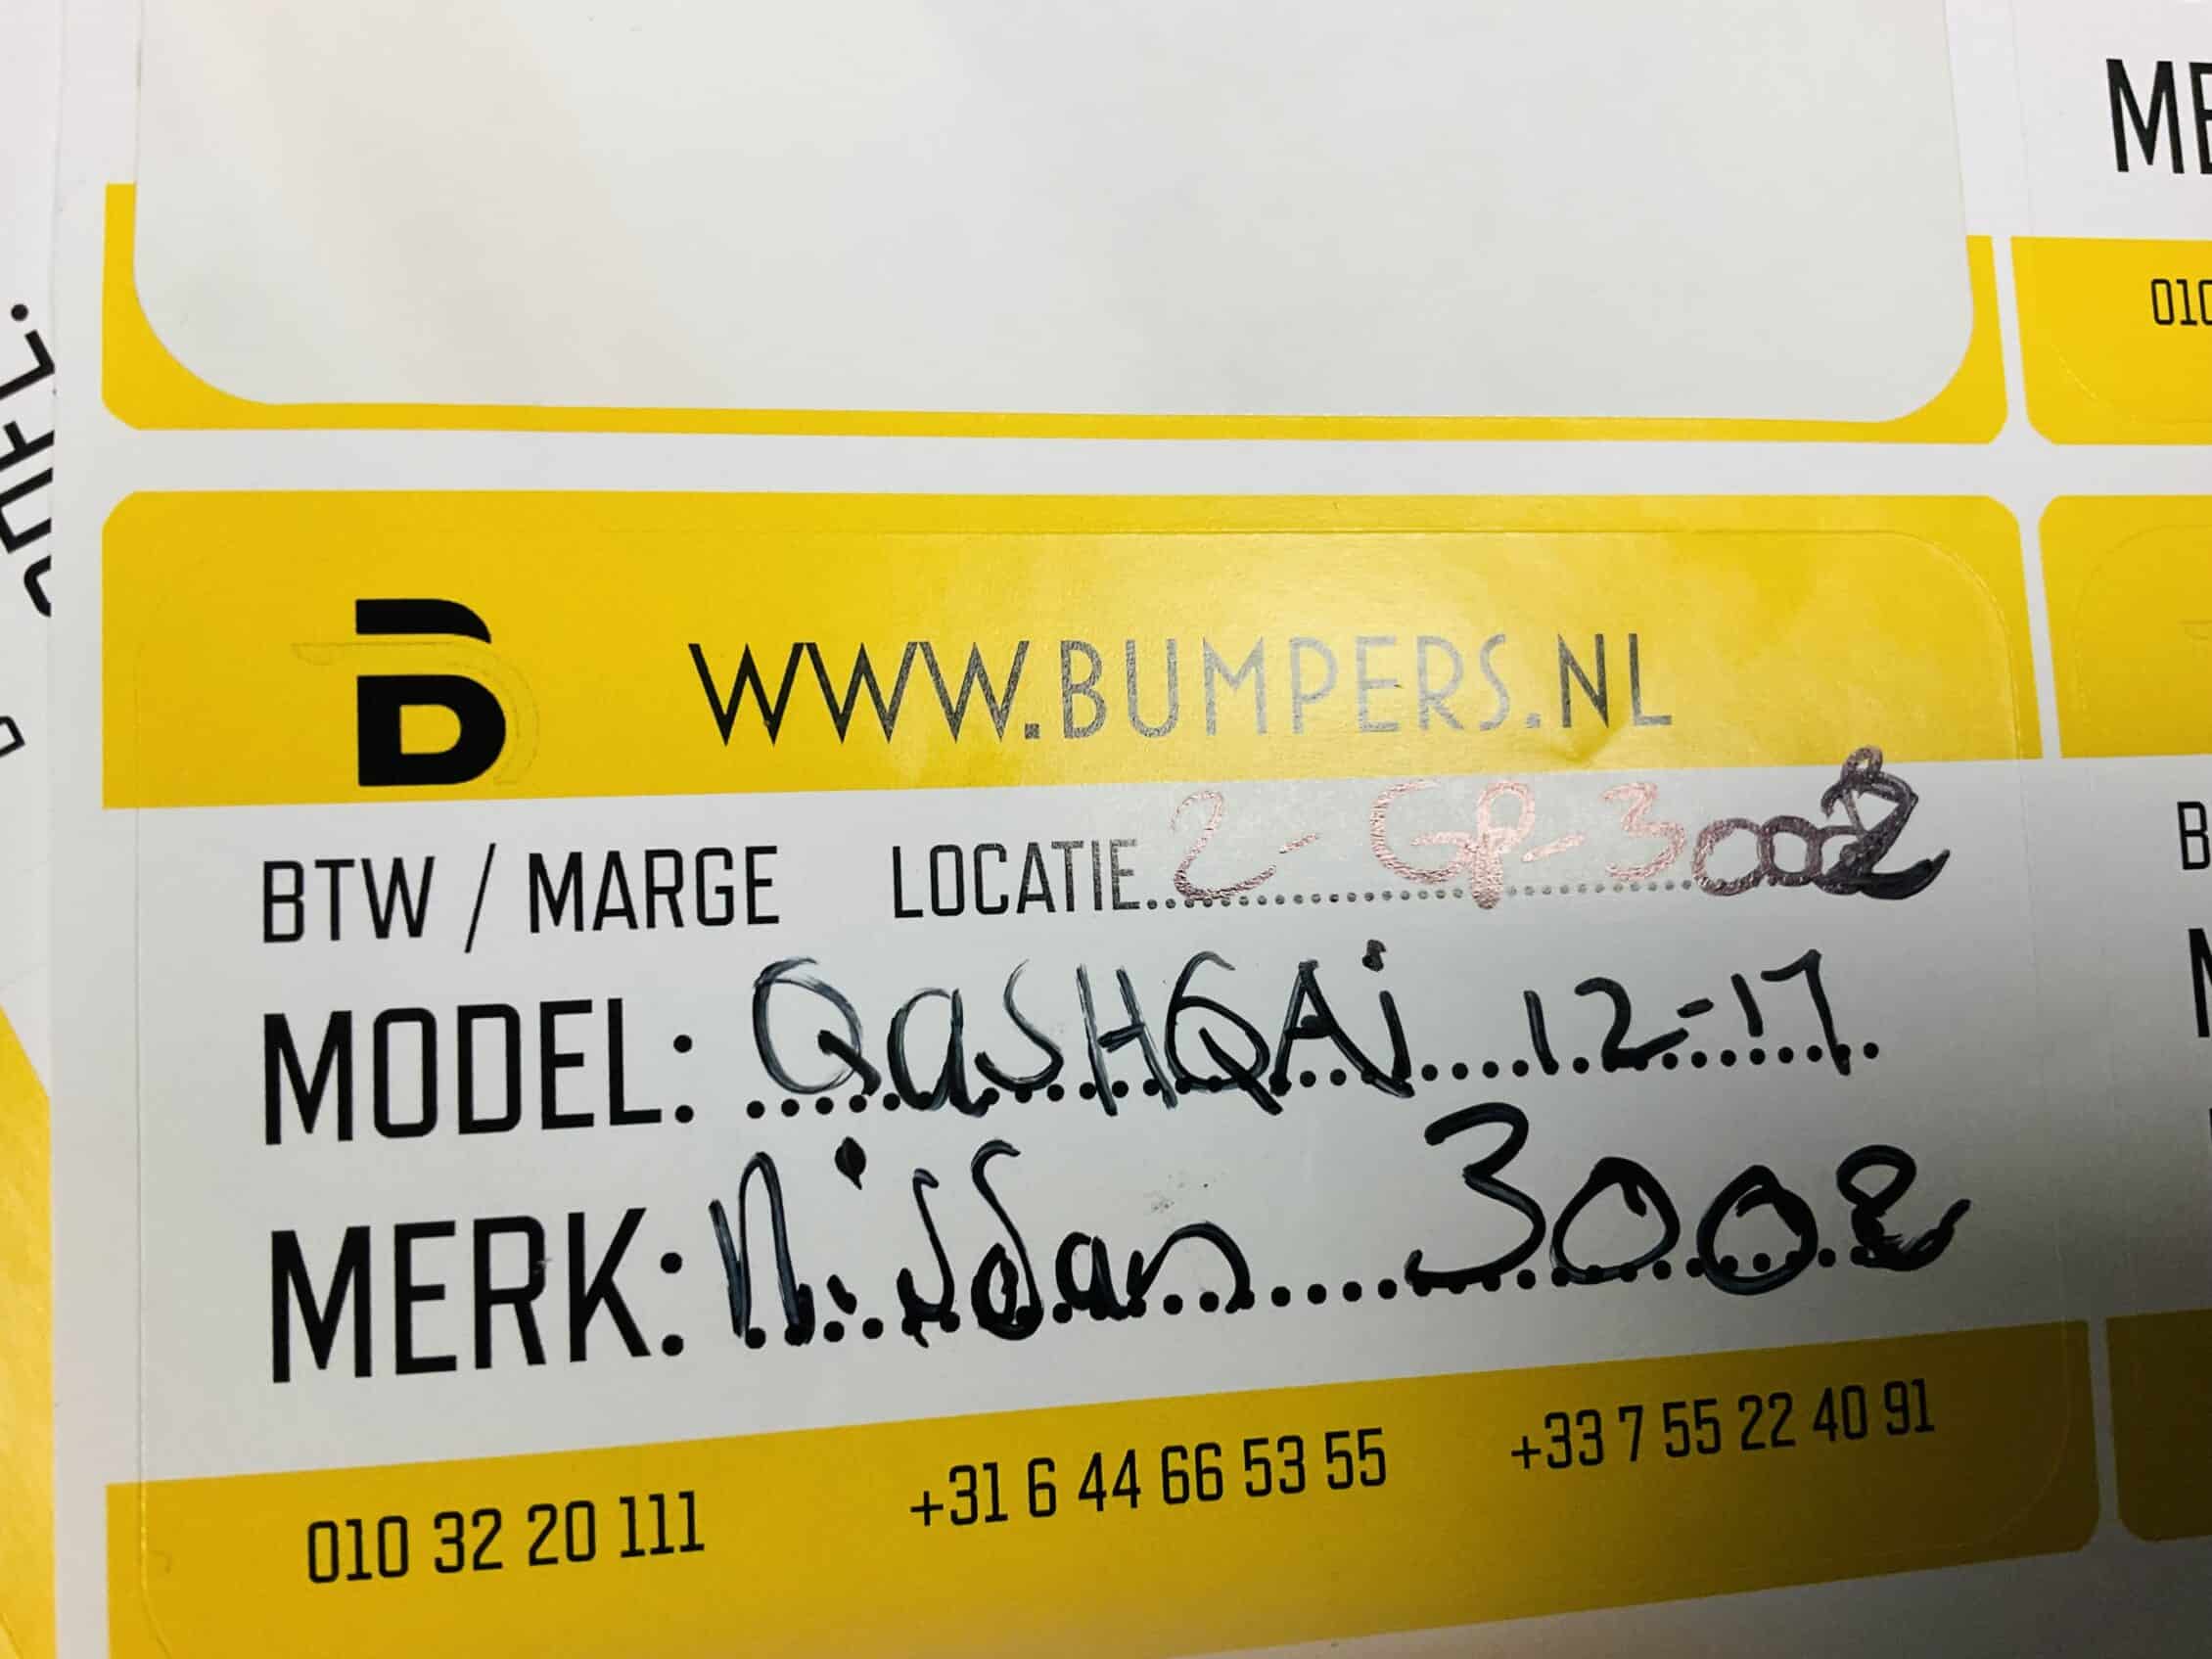 WWW.BUMPERS.NL
BTW / MARGE LOCATIE 2-GP-3002
MODEL: QaSHQAi 12-17
MERK: Nissan 3002
010 32 20 111 +31 6 44 66 53 55 +33 7 55 22 40 91